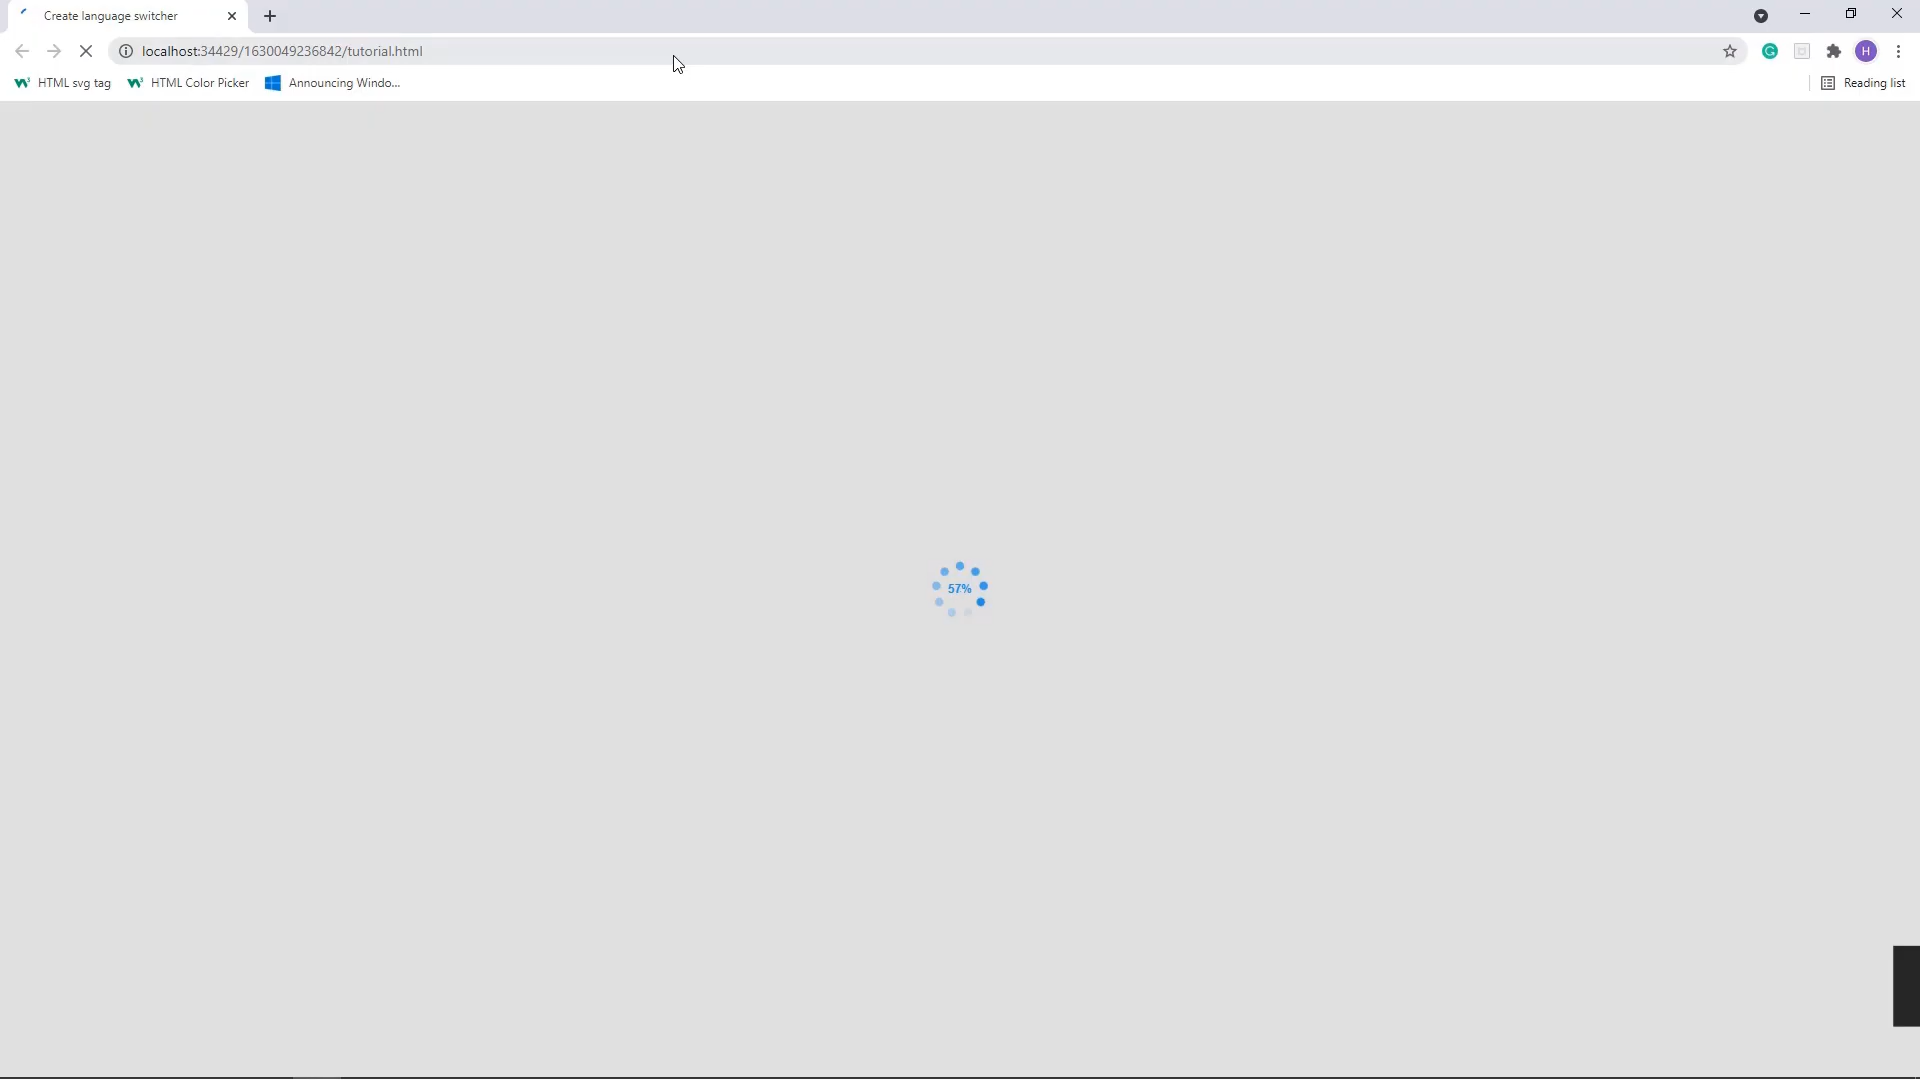 Create language switcher
localhost:34429/1630049236842/tutorial.html
H
HTML svg tag
HTML Color Picker
Announcing Windo...
Reading list
57%